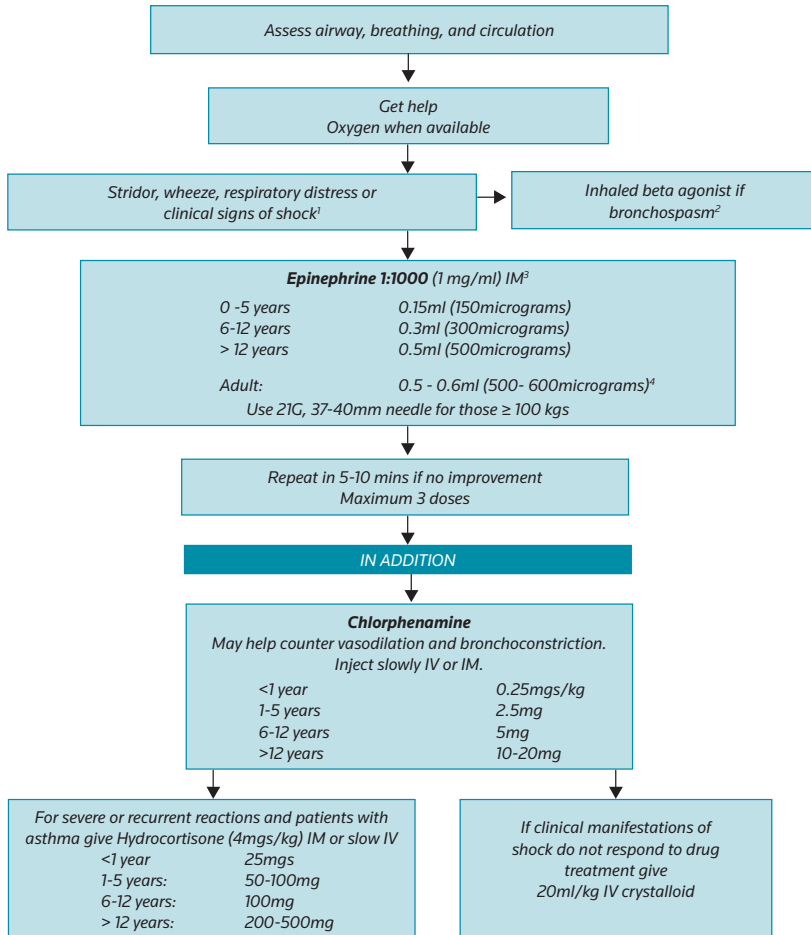 Assess airway, breathing, and circulation
Get help
Oxygen when available
Stridor, wheeze, respiratory distress or
clinical signs of shock¹
Inhaled beta agonist if
bronchospasm²
Epinephrine 1:1000 (1 mg/ml) IM³
0 -5 years 0.15ml (150micrograms)
6-12 years 0.3ml (300micrograms)
> 12 years 0.5ml (500micrograms)
Adult: 0.5 - 0.6ml (500- 600micrograms)⁴
Use 21G, 37-40mm needle for those ≥ 100 kgs
Repeat in 5-10 mins if no improvement
Maximum 3 doses
IN ADDITION
Chlorphenamine
May help counter vasodilation and bronchoconstriction.
Inject slowly IV or IM.
<1 year 0.25mgs/kg
1-5 years 2.5mg
6-12 years 5mg
>12 years 10-20mg
For severe or recurrent reactions and patients with
asthma give Hydrocortisone (4mgs/kg) IM or slow IV
<1 year 25mgs
1-5 years: 50-100mg
6-12 years: 100mg
> 12 years: 200-500mg
If clinical manifestations of
shock do not respond to drug
treatment give
20ml/kg IV crystalloid